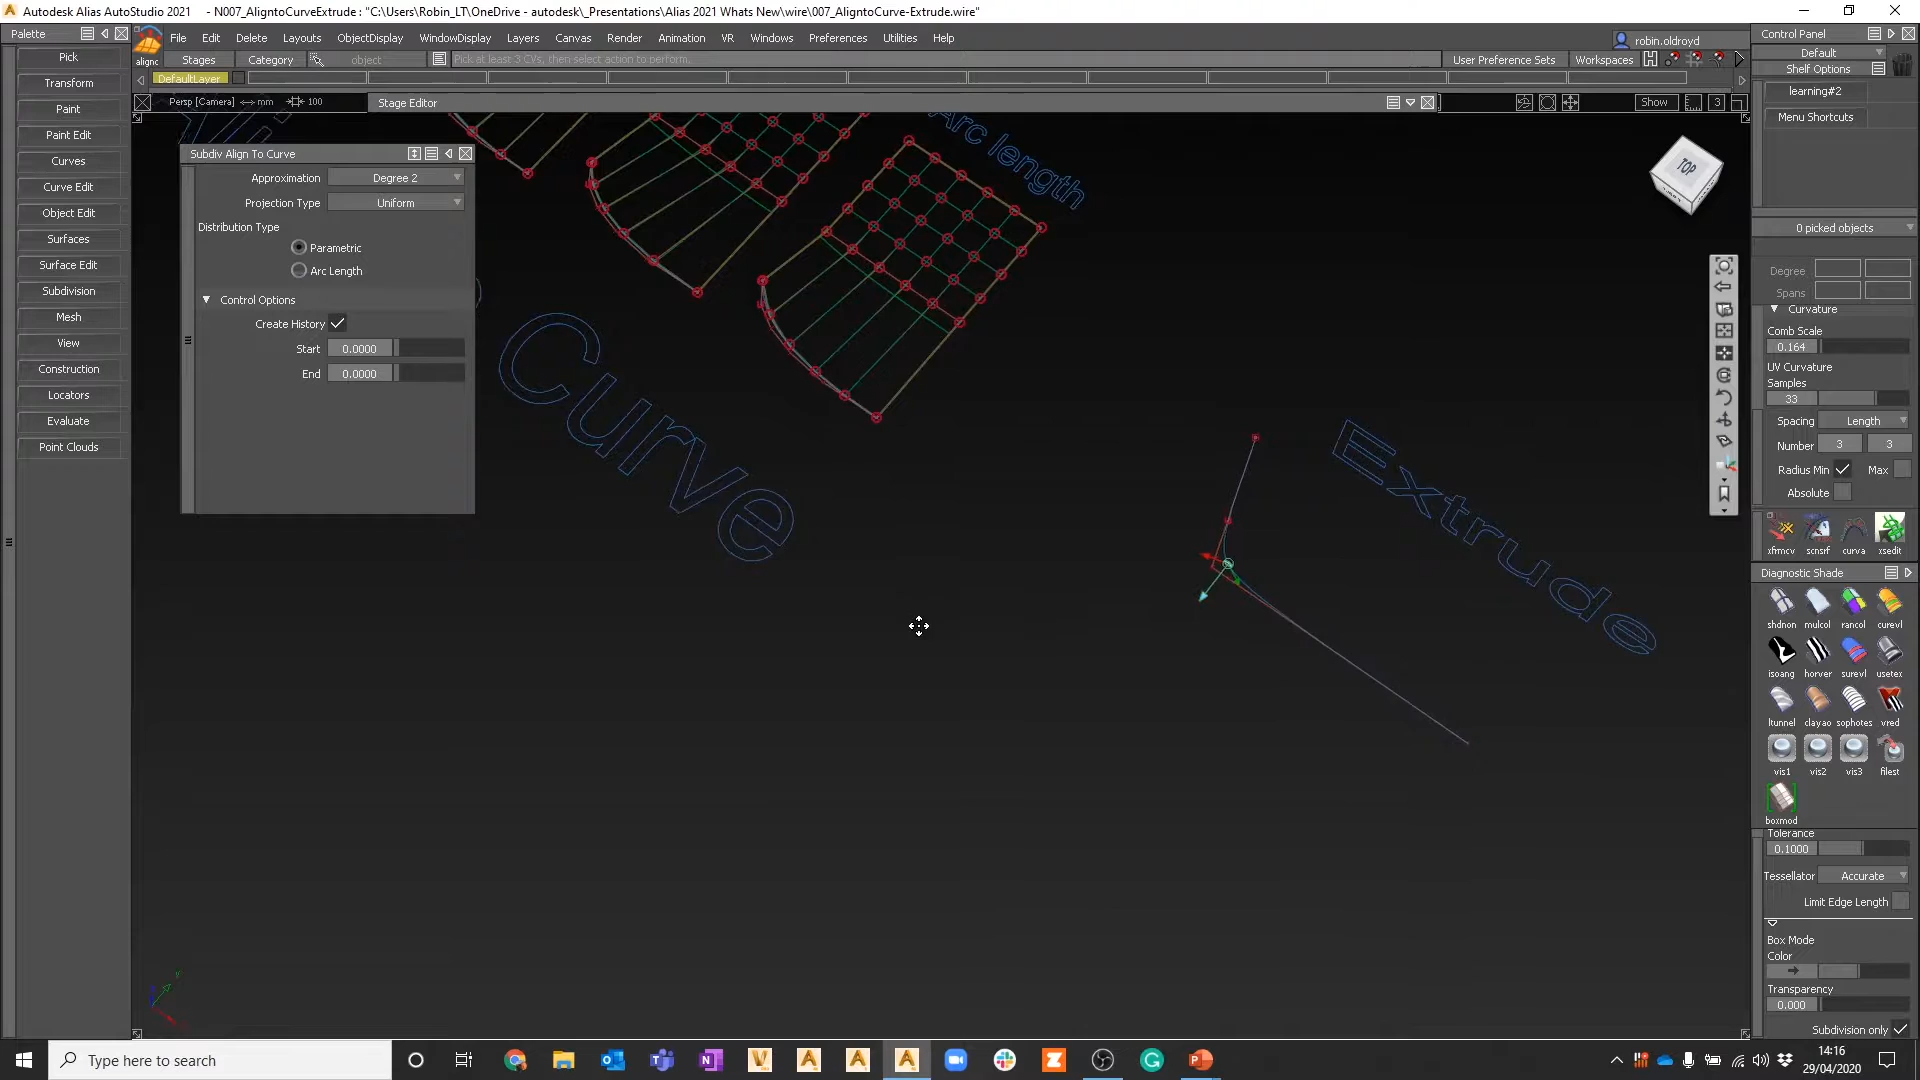 Autodesk Alias AutoStudio 2021 - N007_AligntoCurveExtrude : "C:\Users\Robin_LT\OneDrive - autodesk\_Presentations\Alias 2021 Whats New\wire\007_AligntoCurve-Extrude.wire"
Palette
File Edit Delete Layouts ObjectDisplay WindowDisplay Layers Canvas Render Animation VR Windows Preferences Utilities Help
robin.oldroyd
alignc
Stages Category object Pick at least 3 CVs, then select action to perform. User Preference Sets Workspaces
DefaultLayer
Persp [Camera] mm 100 Stage Editor Show 3
Pick
Transform
Paint
Paint Edit
Curves
Curve Edit
Object Edit
Surfaces
Surface Edit
Subdivision
Mesh
View
Construction
Locators
Evaluate
Point Clouds
Subdiv Align To Curve
Approximation Degree 2
Projection Type Uniform
Distribution Type
Parametric
Arc Length
Control Options
Create History
Start 0.0000
End 0.0000
Arc length
Curve
Extrude
TOP
Control Panel
Default
Shelf Options
learning#2
Menu Shortcuts
0 picked objects
Degree
Spans
Curvature
Comb Scale
0.164
UV Curvature
Samples
33
Spacing Length
Number 3 3
Radius Min Max
Absolute
xfrmcv scnsrf curva xsedit
Diagnostic Shade
shdnon mulcol rancol curevl
isoang horver surevl usetex
ltunnel clayao sophotes vred
vis1 vis2 vis3 filest
boxmod
Tolerance
0.1000
Tessellator Accurate
Limit Edge Length
Box Mode
Color
Transparency
0.000
Subdivision only
Type here to search
14:16
29/04/2020